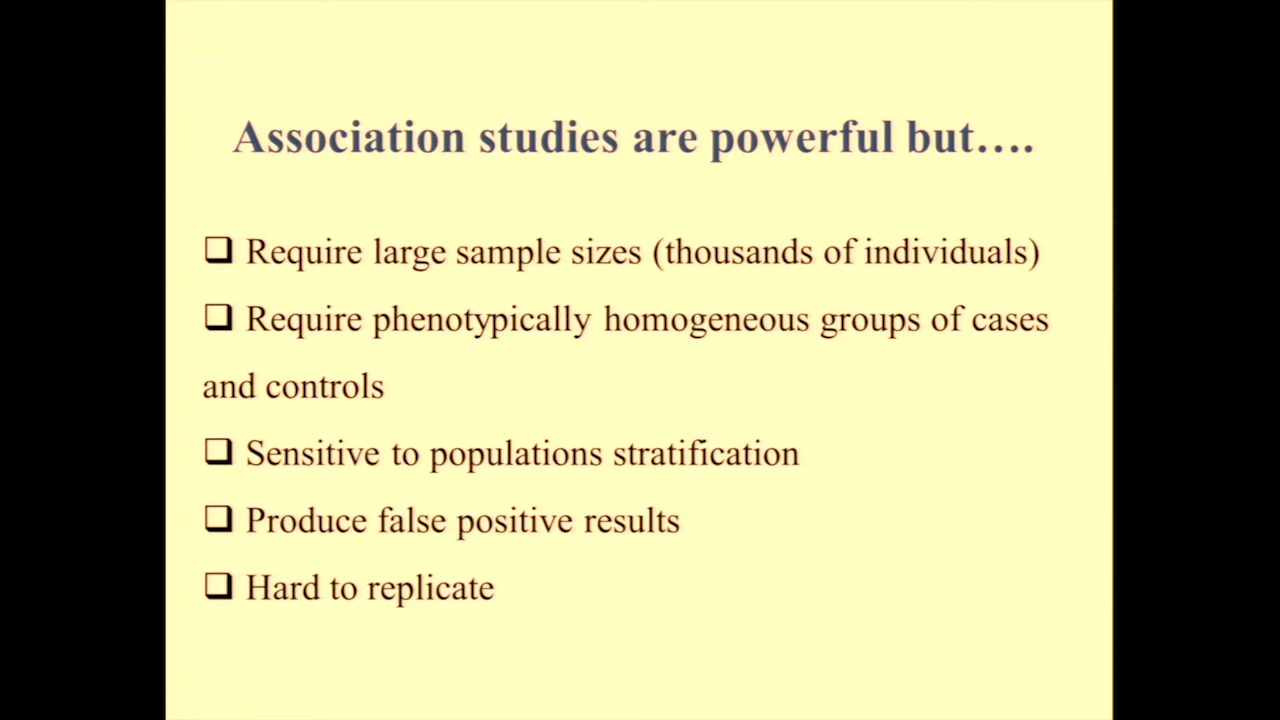 Association studies are powerful but….
❑ Require large sample sizes (thousands of individuals)
❑ Require phenotypically homogeneous groups of cases
and controls
❑ Sensitive to populations stratification
❑ Produce false positive results
❑ Hard to replicate